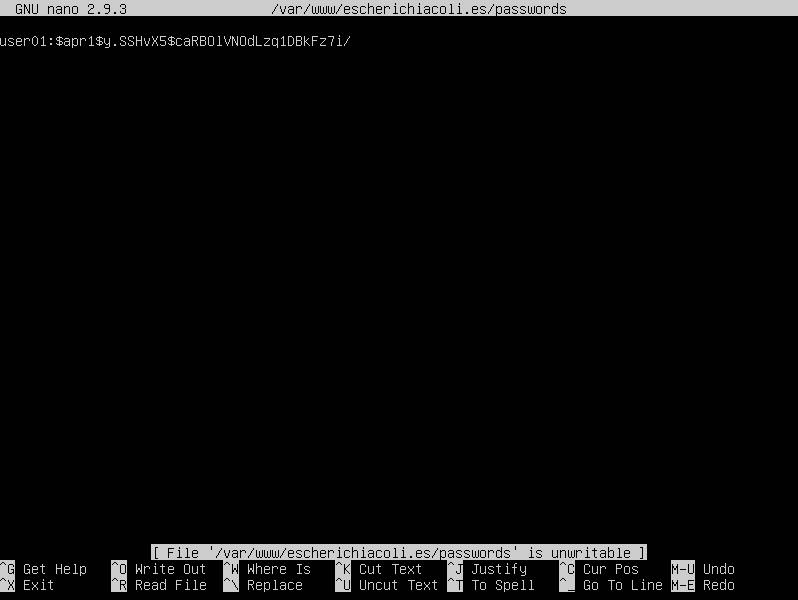 GNU nano 2.9.3 /var/www/escherichiacoli.es/passwords
user01:$apr1$y.SSHvX5$caRBOlVNOdLzq1DBkFz7i/
[ File '/var/www/escherichiacoli.es/passwords' is unwritable ]
^G Get Help ^O Write Out ^W Where Is ^K Cut Text ^J Justify ^C Cur Pos M-U Undo
^X Exit ^R Read File ^\ Replace ^U Uncut Text ^T To Spell ^_ Go To Line M-E Redo